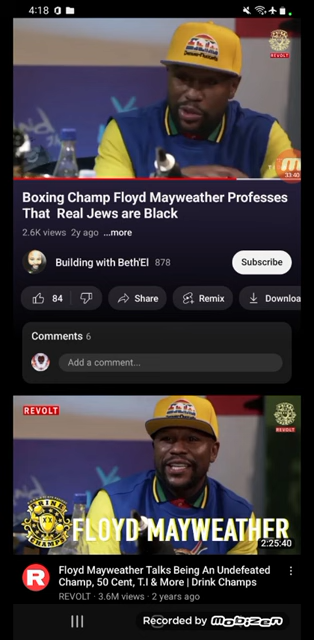 4:18
REVOLT
33:40
Boxing Champ Floyd Mayweather Professes
That Real Jews are Black
2.6K views 2y ago ...more
Building with Beth'El 878
Subscribe
84
Share
Remix
Downloa
Comments 6
Add a comment...
REVOLT
REVOLT
DRINK
CHAMPS
FLOYD MAYWEATHER
2:25:40
Floyd Mayweather Talks Being An Undefeated
Champ, 50 Cent, T.I & More | Drink Champs
REVOLT · 3.6M views · 2 years ago
Recorded by Mobizen